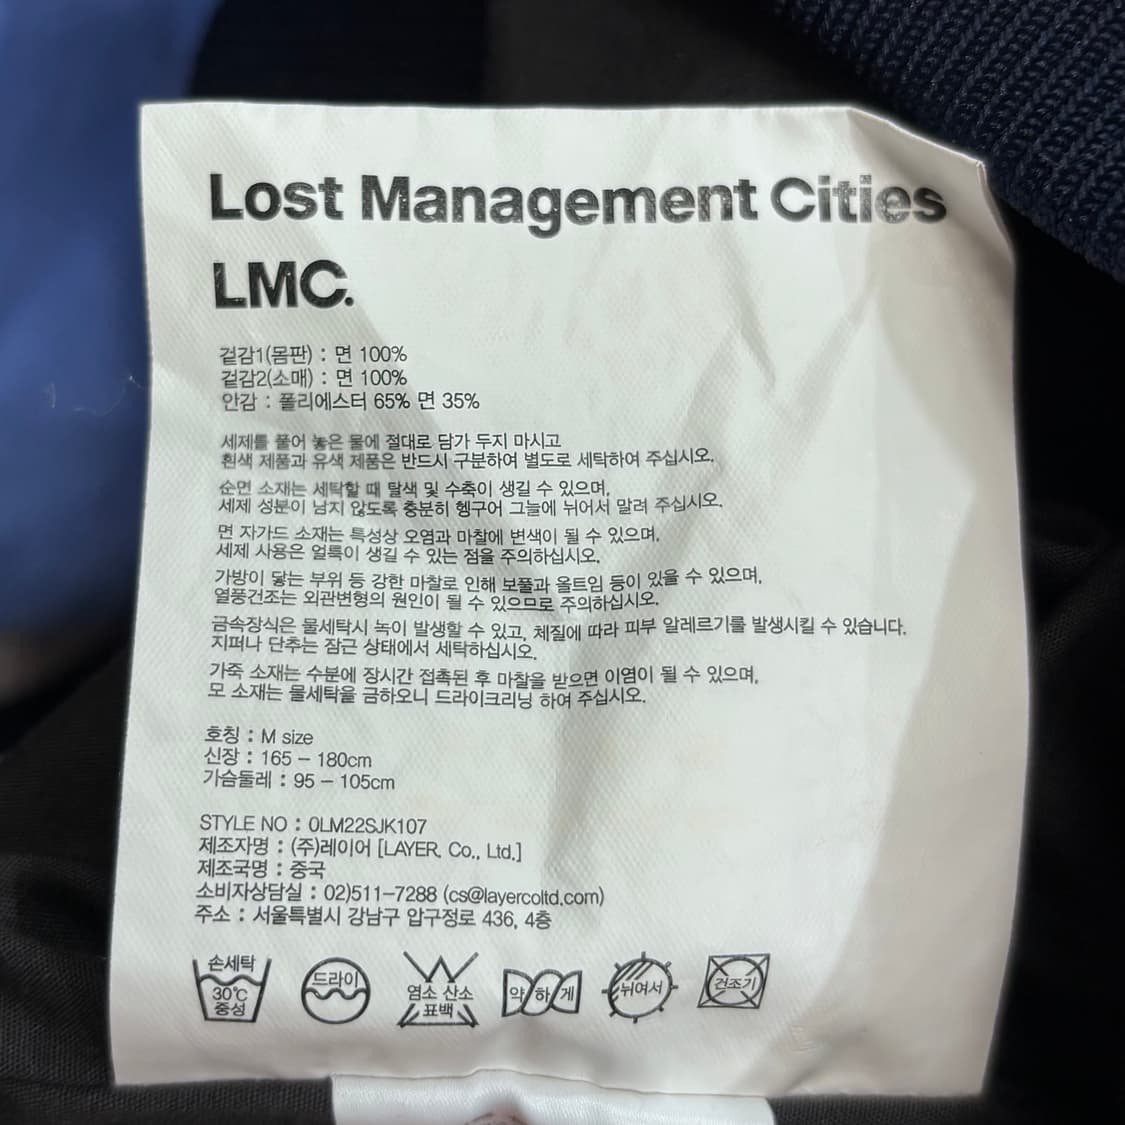 Lost Management Cities
LMC.
겉감1(몸판) : 면 100%
겉감2(소매) : 면 100%
안감 : 폴리에스터 65% 면 35%
세제를 풀어 놓은 물에 절대로 담가 두지 마시고
흰색 제품과 유색 제품은 반드시 구분하여 별도로 세탁하여 주십시오.
순면 소재는 세탁할 때 탈색 및 수축이 생길 수 있으며,
세제 성분이 남지 않도록 충분히 헹구어 그늘에 뉘어서 말려 주십시오.
면 자가드 소재는 특성상 오염과 마찰에 변색이 될 수 있으며,
세제 사용은 얼룩이 생길 수 있는 점을 주의하십시오.
가방이 닿는 부위 등 강한 마찰로 인해 보풀과 올트임 등이 있을 수 있으며,
열풍건조는 외관변형의 원인이 될 수 있으므로 주의하십시오.
금속장식은 물세탁시 녹이 발생할 수 있고, 체질에 따라 피부 알레르기를 발생시킬 수 있습니다.
지퍼나 단추는 잠근 상태에서 세탁하십시오.
가죽 소재는 수분에 장시간 접촉된 후 마찰을 받으면 이염이 될 수 있으며,
모 소재는 물세탁을 금하오니 드라이크리닝 하여 주십시오.
호칭 : M size
신장 : 165 – 180cm
가슴둘레 : 95 – 105cm
STYLE NO : 0LM22SJK107
제조자명 : (주)레이어 [LAYER. Co., Ltd.]
제조국명 : 중국
소비자상담실 : 02)511–7288 (cs@layercoltd.com)
주소 : 서울특별시 강남구 압구정로 436, 4층
손세탁
30℃
중성
드라이
염소 산소
표백
약하게
뉘어서
건조기